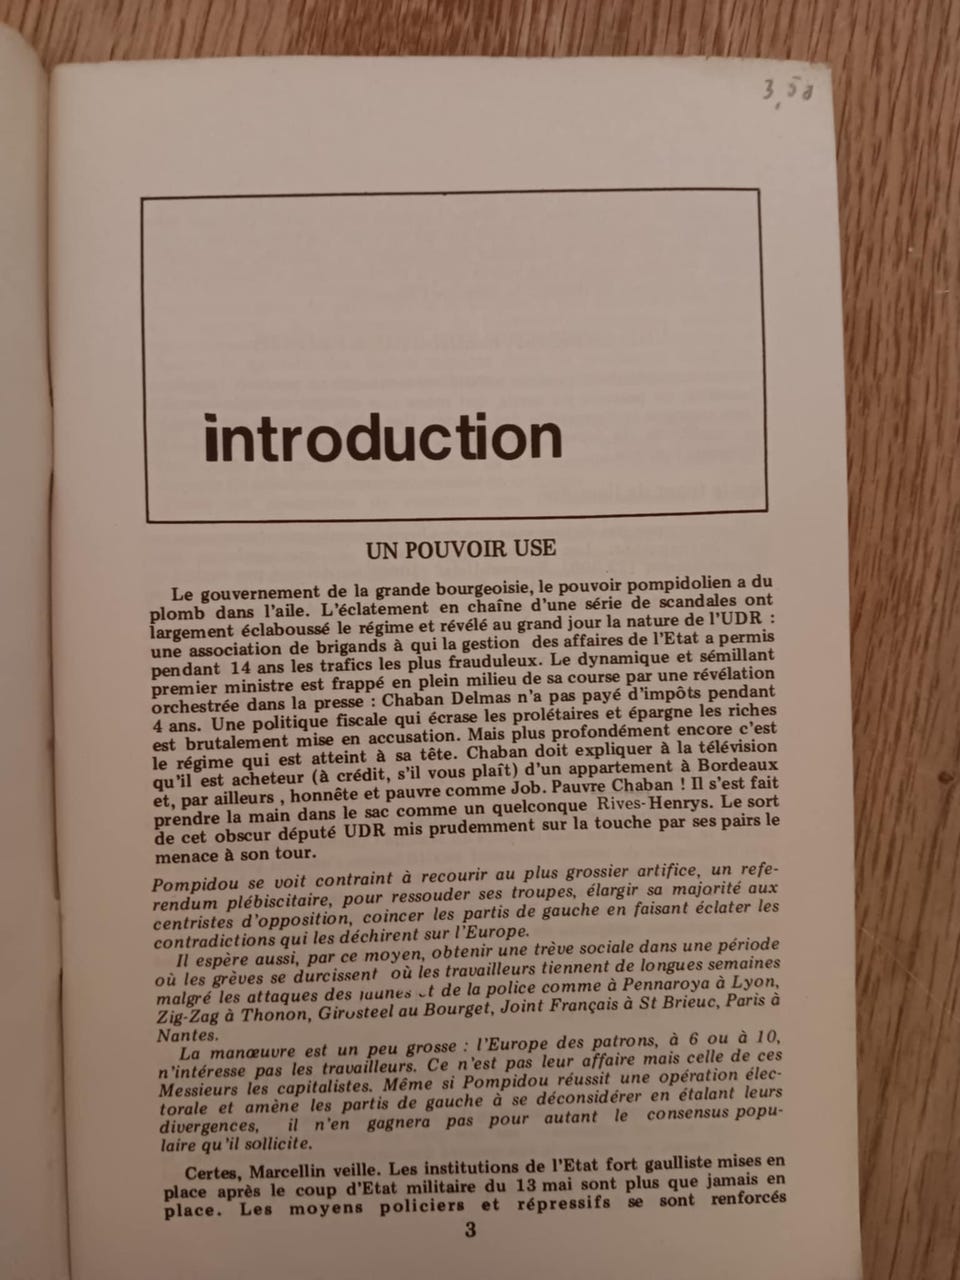 3,50
introduction
UN POUVOIR USE
Le gouvernement de la grande bourgeoisie, le pouvoir pompidolien a du
plomb dans l'aile. L'éclatement en chaîne d'une série de scandales ont
largement éclaboussé le régime et révélé au grand jour la nature de l'UDR :
une association de brigands à qui la gestion des affaires de l'Etat a permis
pendant 14 ans les trafics les plus frauduleux. Le dynamique et sémillant
premier ministre est frappé en plein milieu de sa course par une révélation
orchestrée dans la presse : Chaban Delmas n'a pas payé d'impôts pendant
4 ans. Une politique fiscale qui écrase les prolétaires et épargne les riches
est brutalement mise en accusation. Mais plus profondément encore c'est
le régime qui est atteint à sa tête. Chaban doit expliquer à la télévision
qu'il est acheteur (à crédit, s'il vous plaît) d'un appartement à Bordeaux
et, par ailleurs , honnête et pauvre comme Job. Pauvre Chaban ! Il s'est fait
prendre la main dans le sac comme un quelconque Rives-Henrys. Le sort
de cet obscur député UDR mis prudemment sur la touche par ses pairs le
menace à son tour.
Pompidou se voit contraint à recourir au plus grossier artifice, un refe-
rendum plébiscitaire, pour ressouder ses troupes, élargir sa majorité aux
centristes d'opposition, coincer les partis de gauche en faisant éclater les
contradictions qui les déchirent sur l'Europe.
Il espère aussi, par ce moyen, obtenir une trève sociale dans une période
où les grèves se durcissent où les travailleurs tiennent de longues semaines
malgré les attaques des jaunes et de la police comme à Pennaroya à Lyon,
Zig-Zag à Thonon, Girosteel au Bourget, Joint Français à St Brieuc, Paris à
Nantes.
La manœuvre est un peu grosse : l'Europe des patrons, à 6 ou à 10,
n'intéresse pas les travailleurs. Ce n'est pas leur affaire mais celle de ces
Messieurs les capitalistes. Même si Pompidou réussit une opération élec-
torale et amène les partis de gauche à se déconsidérer en étalant leurs
divergences, il n'en gagnera pas pour autant le consensus popu-
laire qu'il sollicite.
Certes, Marcellin veille. Les institutions de l'Etat fort gaulliste mises en
place après le coup d'Etat militaire du 13 mai sont plus que jamais en
place. Les moyens policiers et répressifs se sont renforcés
3